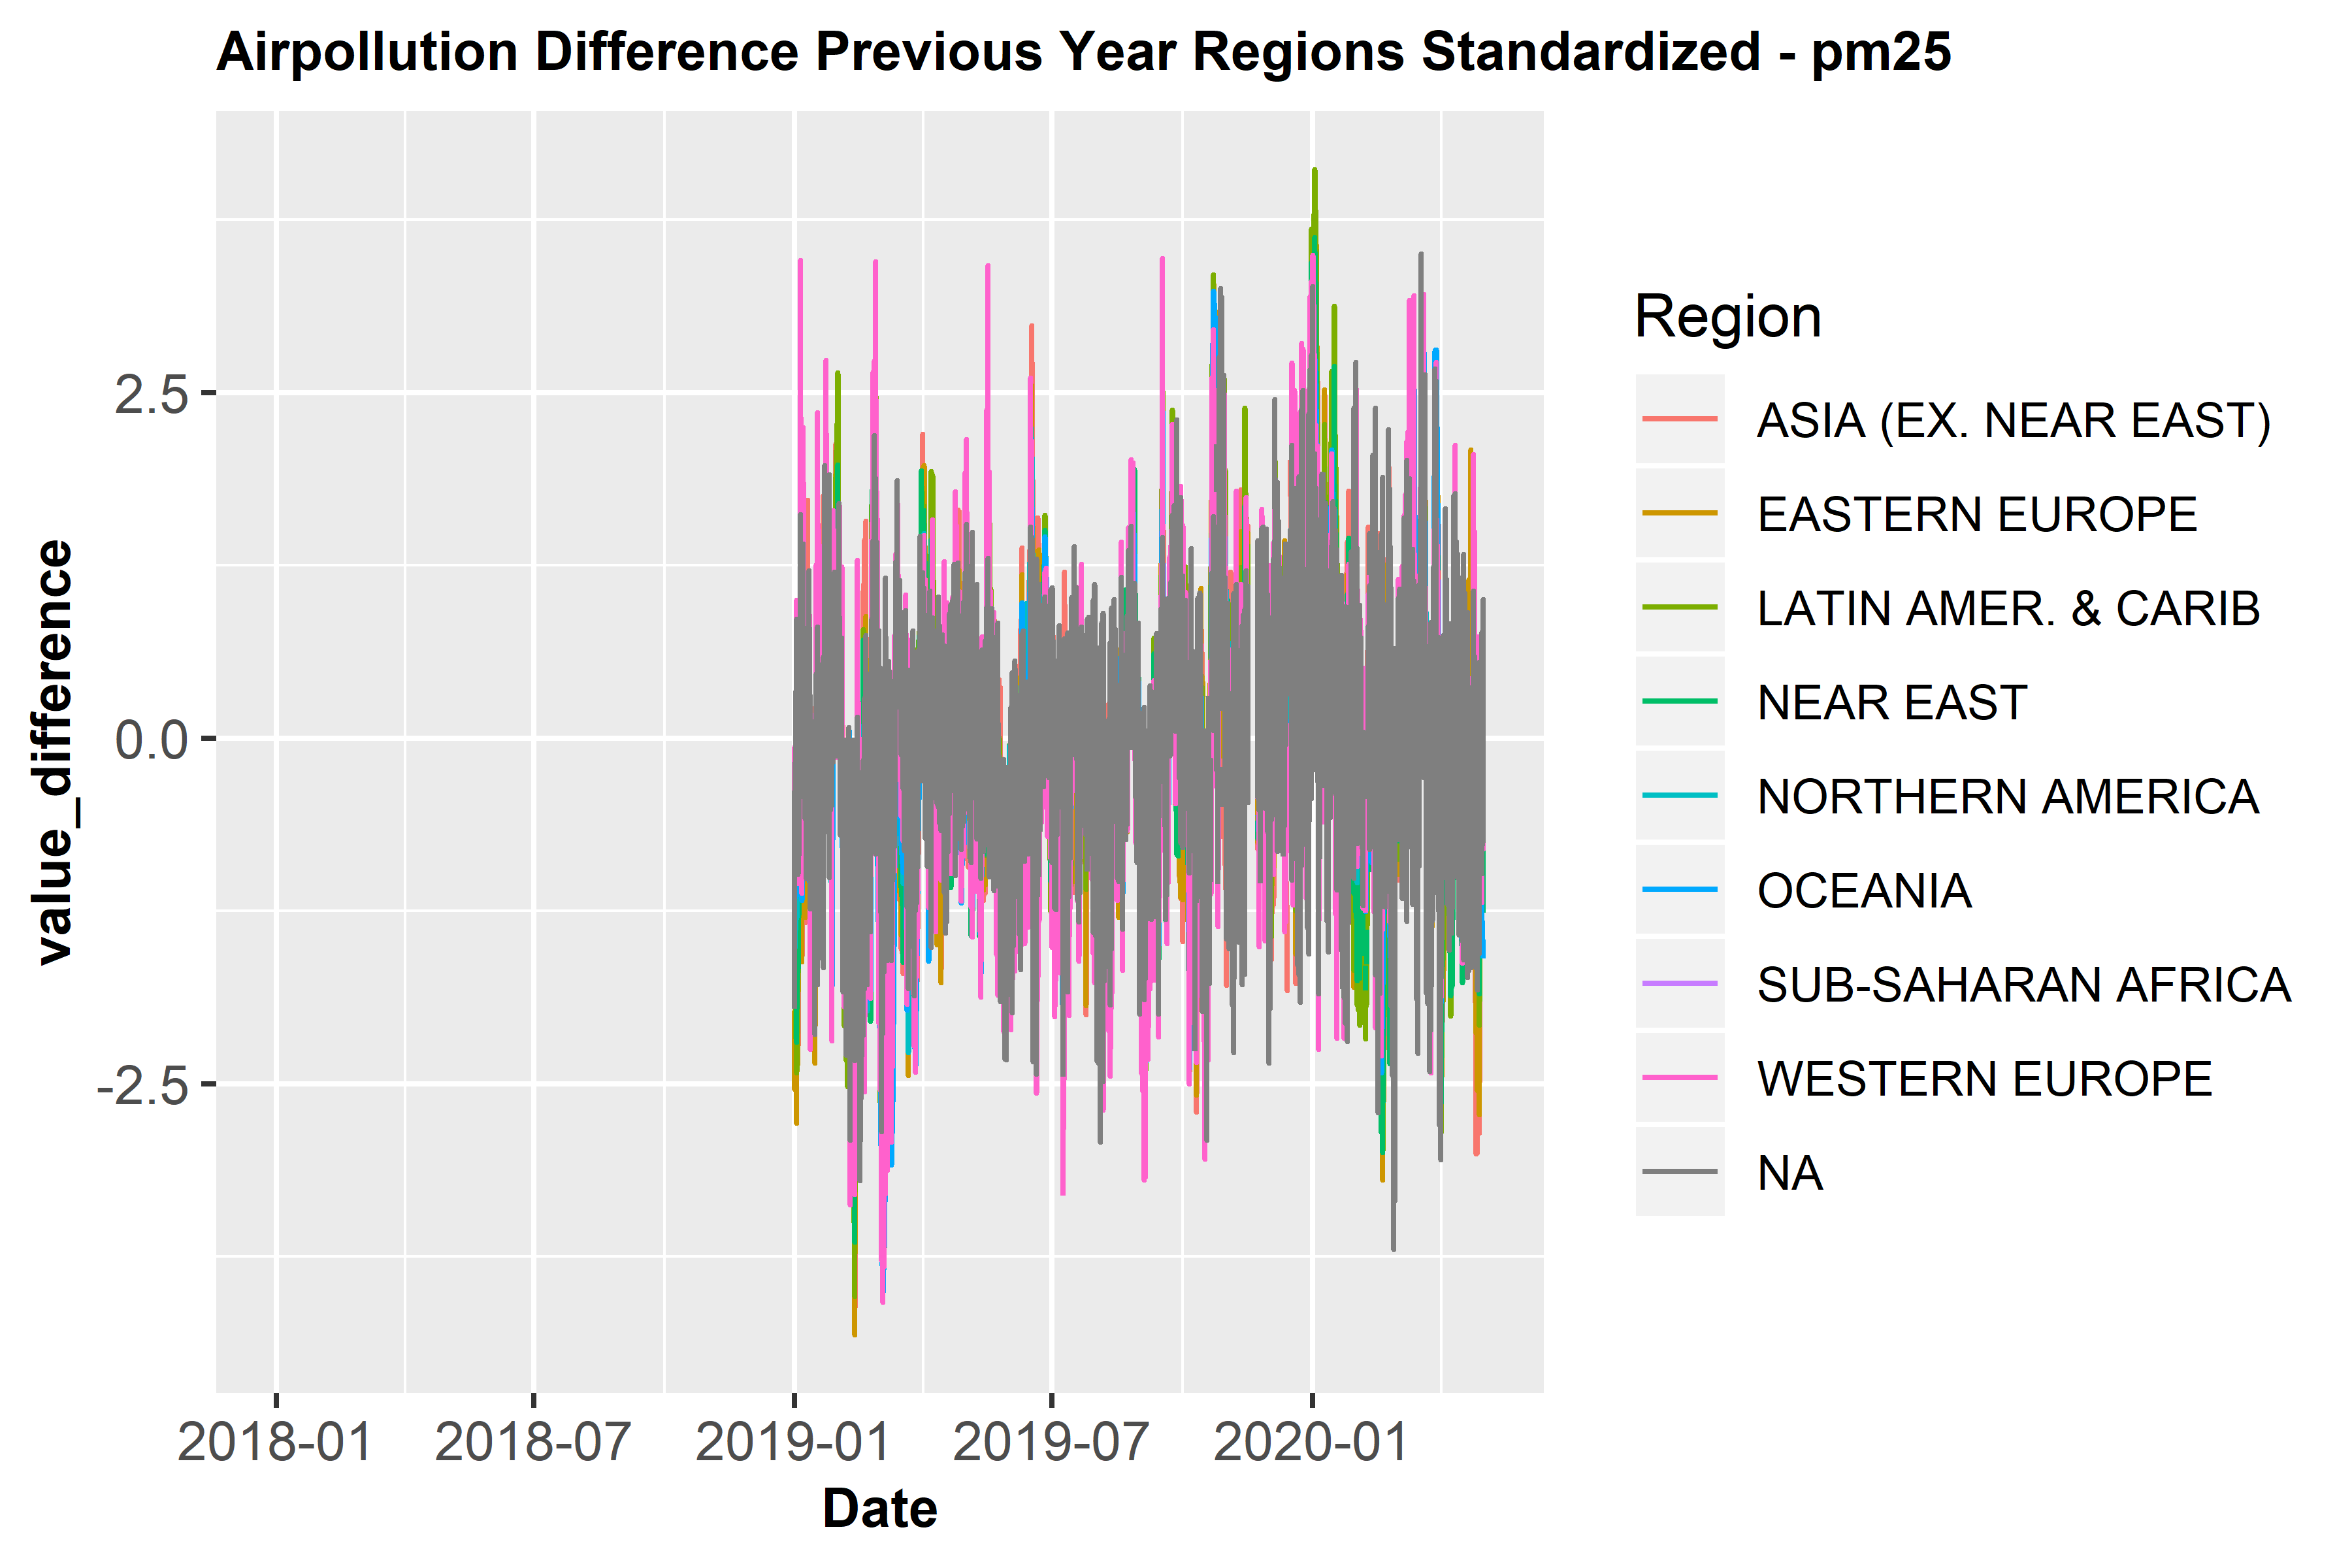 Airpollution Difference Previous Year Regions Standardized - pm25
value_difference
2.5
0.0
-2.5
2018-01 2018-07 2019-01 2019-07 2020-01
Date
Region
ASIA (EX. NEAR EAST)
EASTERN EUROPE
LATIN AMER. & CARIB
NEAR EAST
NORTHERN AMERICA
OCEANIA
SUB-SAHARAN AFRICA
WESTERN EUROPE
NA